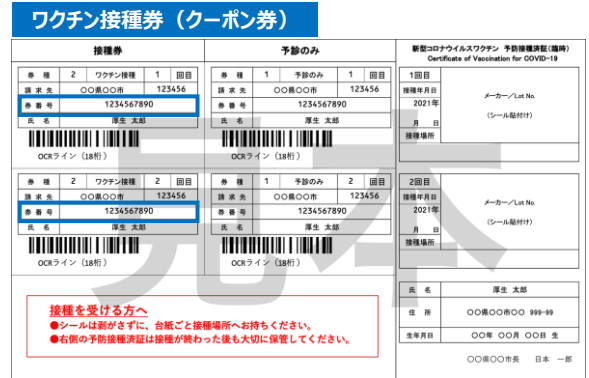 ワクチン接種券（クーポン券）
接種券
予診のみ
新型コロナウイルスワクチン 予防接種済証(臨時)
Certificate of Vaccination for COVID-19
券 種 2 ワクチン接種 1 回目
請求先 〇〇県〇〇市 123456
券番号 1234567890
氏 名 厚生 太郎
OCRライン（18桁）
券 種 1 予診のみ 1 回目
請求先 〇〇県〇〇市 123456
券番号 1234567890
氏 名 厚生 太郎
OCRライン（18桁）
1回目
接種年月日
2021年
月 日
接種場所
メーカー/Lot No.
(シール貼付け)
券 種 2 ワクチン接種 2 回目
請求先 〇〇県〇〇市 123456
券番号 1234567890
氏 名 厚生 太郎
OCRライン（18桁）
券 種 1 予診のみ 2 回目
請求先 〇〇県〇〇市 123456
券番号 1234567890
氏 名 厚生 太郎
OCRライン（18桁）
2回目
接種年月日
2021年
月 日
接種場所
メーカー/Lot No.
(シール貼付け)
見本
接種を受ける方へ
●シールは剥がさずに、台紙ごと接種場所へお持ちください。
●右側の予防接種済証は接種が終わった後も大切に保管してください。
氏 名 厚生 太郎
住 所 〇〇県〇〇市〇〇 999-99
生年月日 〇〇年 〇〇月 〇〇日 生
〇〇県〇〇市長 日本 一郎